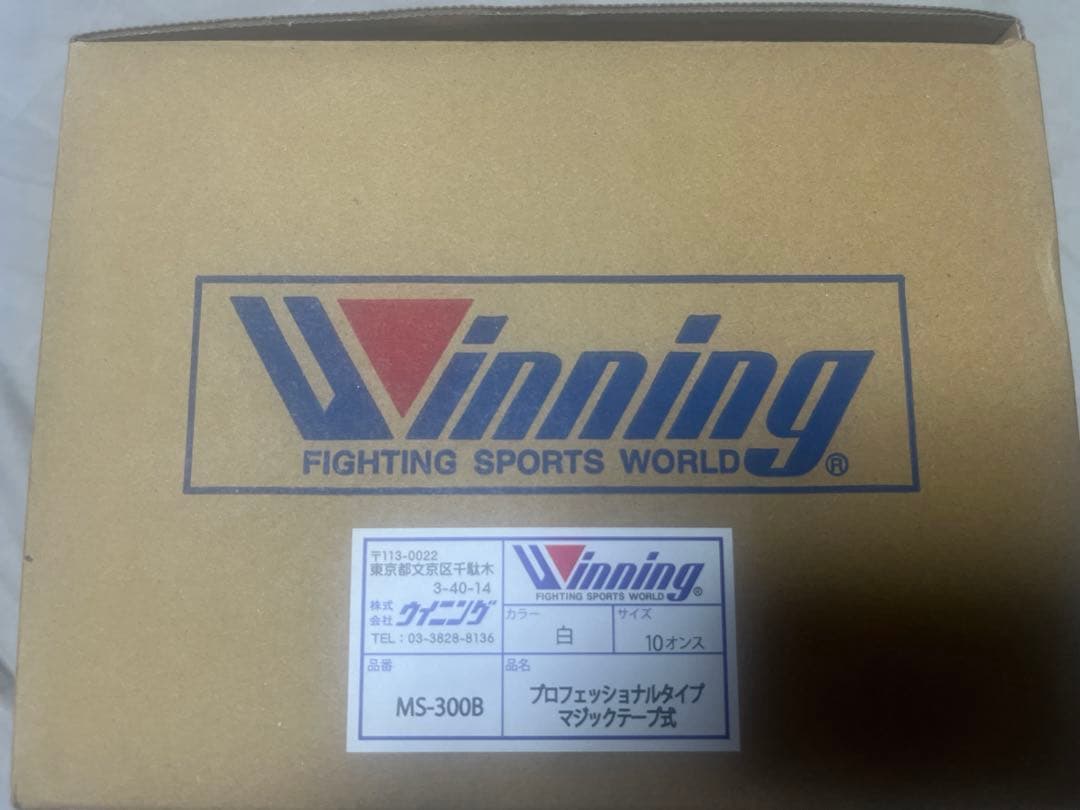 Winning
FIGHTING SPORTS WORLD®
〒113-0022
東京都文京区千駄木
3-40-14
株式会社 ウイニング
TEL：03-3828-8136
Winning
FIGHTING SPORTS WORLD®
カラー
白
サイズ
10オンス
品番
MS-300B
品名
プロフェッショナルタイプ
マジックテープ式